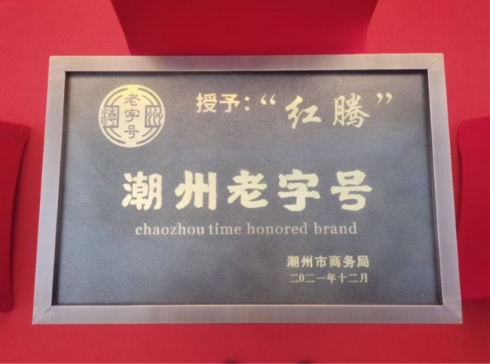 老字号
授予：“红腾”
潮州老字号
chaozhou time honored brand
潮州市商务局
二〇二一年十二月